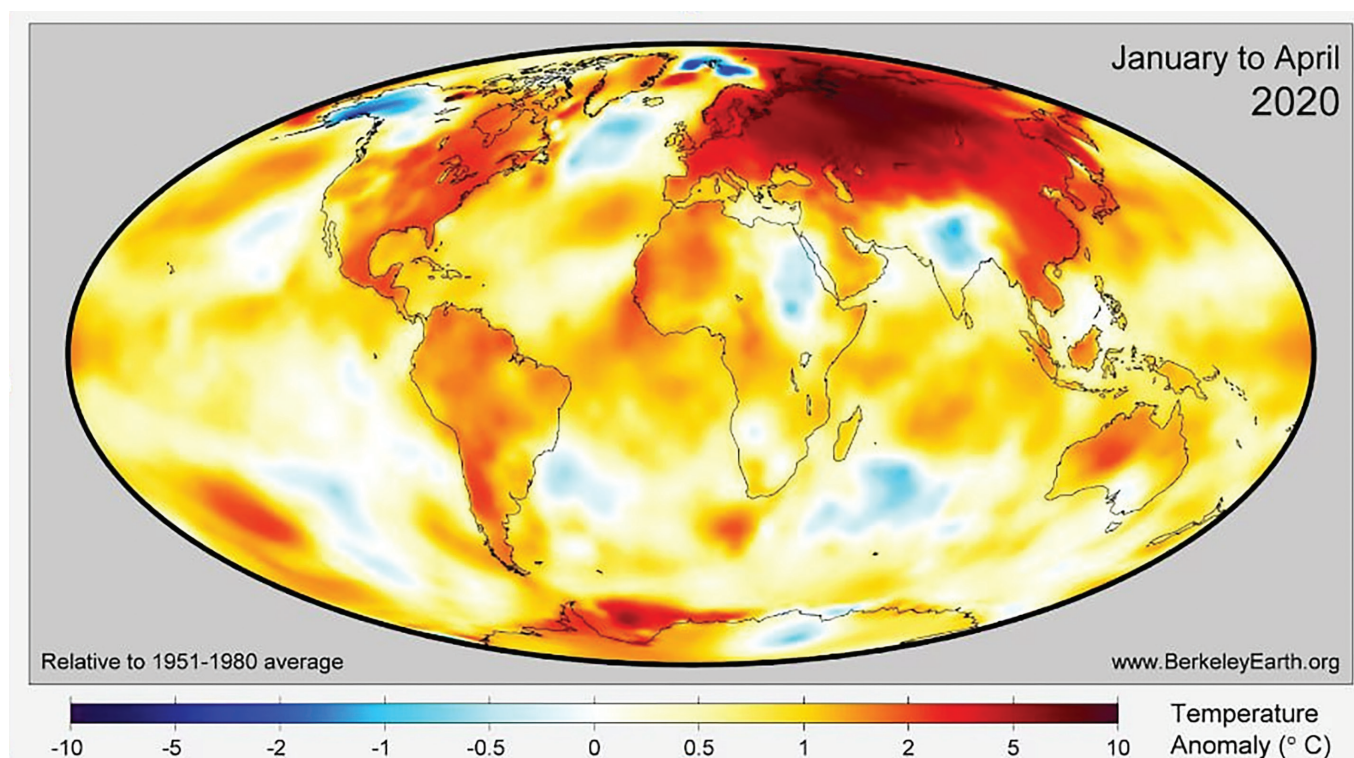 January to April
2020
Relative to 1951-1980 average
www.BerkeleyEarth.org
-10 -5 -2 -1 -0.5 0 0.5 1 2 5 10
Temperature
Anomaly (° C)